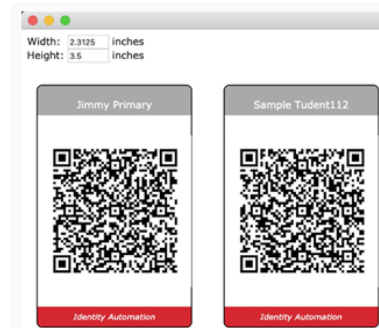 Width: 2.3125 inches
Height: 3.5 inches
Jimmy Primary
Sample Tudent112
Identity Automation
Identity Automation